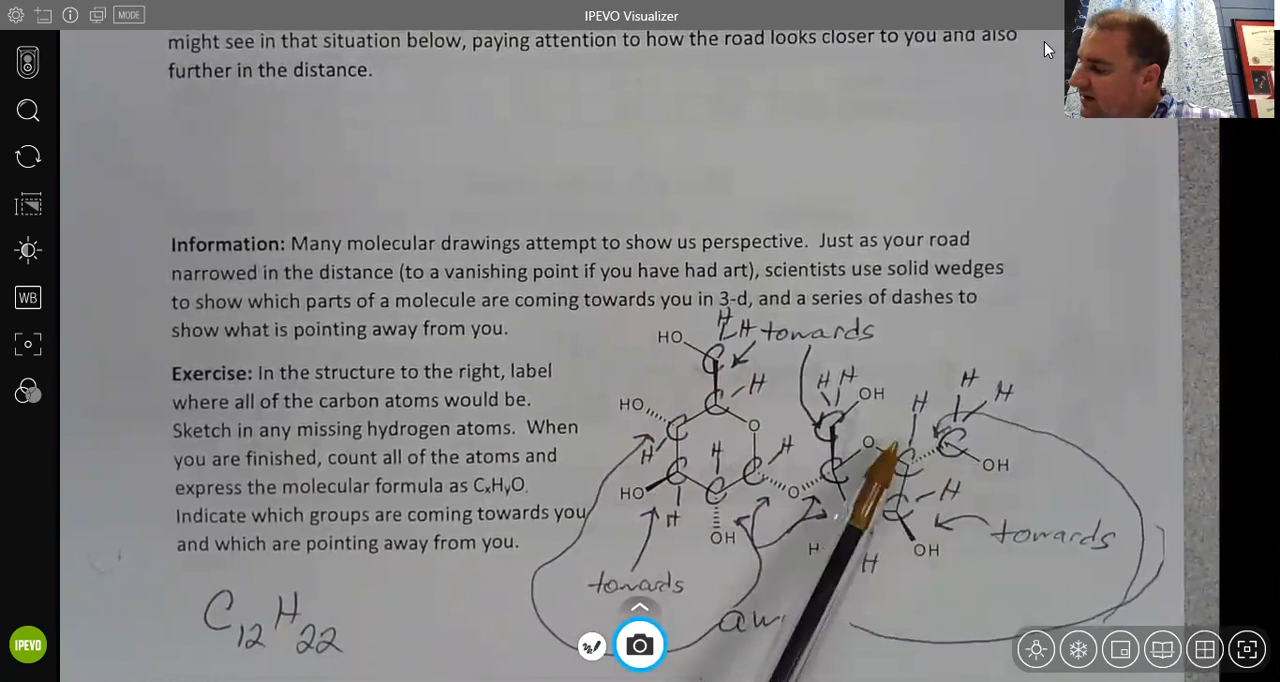 IPEVO Visualizer
MODE
WB
IPEVO
might see in that situation below, paying attention to how the road looks closer to you and also
further in the distance.
Information: Many molecular drawings attempt to show us perspective. Just as your road
narrowed in the distance (to a vanishing point if you have had art), scientists use solid wedges
to show which parts of a molecule are coming towards you in 3-d, and a series of dashes to
show what is pointing away from you.
Exercise: In the structure to the right, label
where all of the carbon atoms would be.
Sketch in any missing hydrogen atoms. When
you are finished, count all of the atoms and
express the molecular formula as CₓHᵧO.
Indicate which groups are coming towards you
and which are pointing away from you.
C₁₂H₂₂
H
HO C H towards
C H
H H
OH
H
H H
HO
C
O
C
O
C
OH
H
H
H
C
C
C
HO
C
C
O
C
H
H
OH
H
OH
H
towards
towards
aw